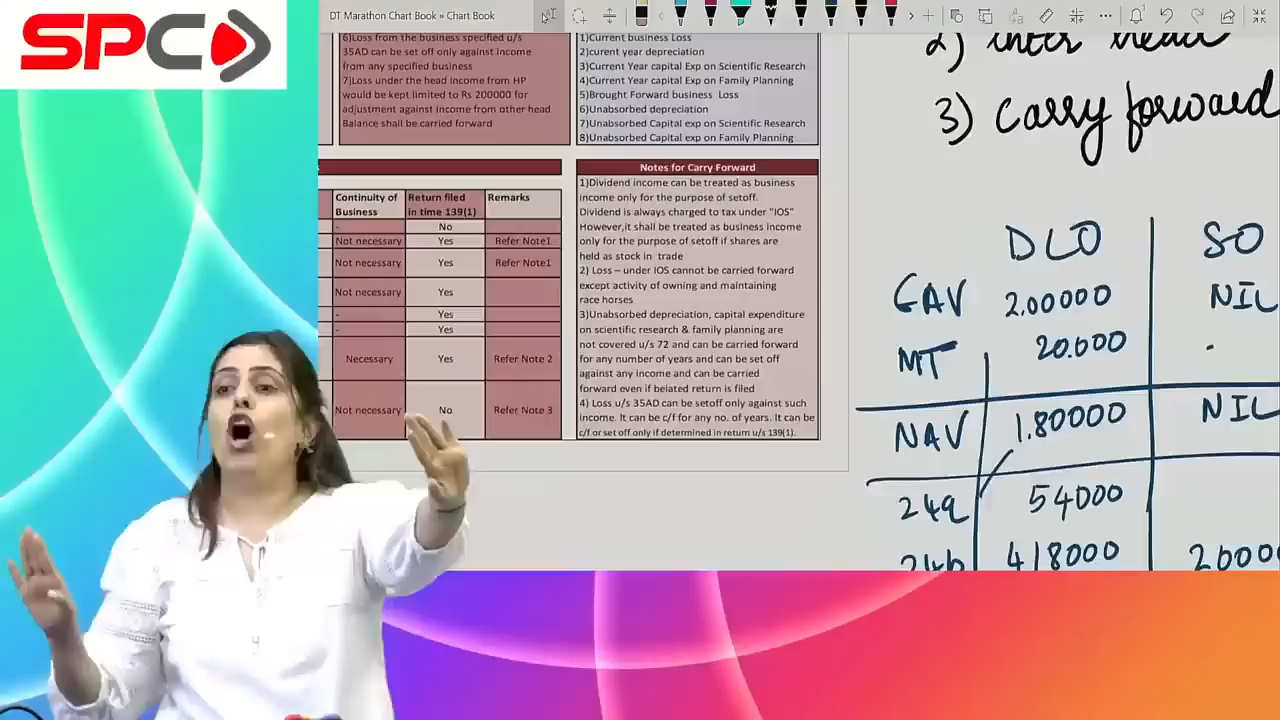 SPC
DT Marathon Chart Book » Chart Book
6)Loss from the business specified u/s
35AD can be set off only against income
from any specified business
7)Loss under the head income from HP
would be kept limited to Rs 200000 for
adjustment against income from other head
Balance shall be carried forward
1)Current business Loss
2)curent year depreciation
3)Current Year capital Exp on Scientific Research
4)Current Year capital Exp on Family Planning
5)Brought Forward business Loss
6)Unabsorbed depreciation
7)Unabsorbed Capital exp on Scientific Research
8)Unabsorbed Capital exp on Family Planning
Continuity of Business
Return filed in time 139(1)
Remarks
- No
Not necessary Yes Refer Note1
Not necessary Yes Refer Note1
Not necessary Yes
- Yes
- Yes
Necessary Yes Refer Note 2
Not necessary No Refer Note 3
Notes for Carry Forward
1)Dividend income can be treated as business
income only for the purpose of setoff.
Dividend is always charged to tax under "IOS"
However,it shall be treated as business income
only for the purpose of setoff if shares are
held as stock in trade
2) Loss – under IOS cannot be carried forward
except activity of owning and maintaining
race horses
3)Unabsorbed depreciation, capital expenditure
on scientific research & family planning are
not covered u/s 72 and can be carried forward
for any number of years and can be set off
against any income and can be carried
forward even if belated return is filed
4) Loss u/s 35AD can be setoff only against such
income. It can be c/f for any no. of years. It can be
c/f or set off only if determined in return u/s 139(1).
2) inter head
3) carry forward
DLO SO
GAV 2,00000 NIL
MT 20.000 -
NAV 1.80000 NIL
24a 54000
24b 418000 20000